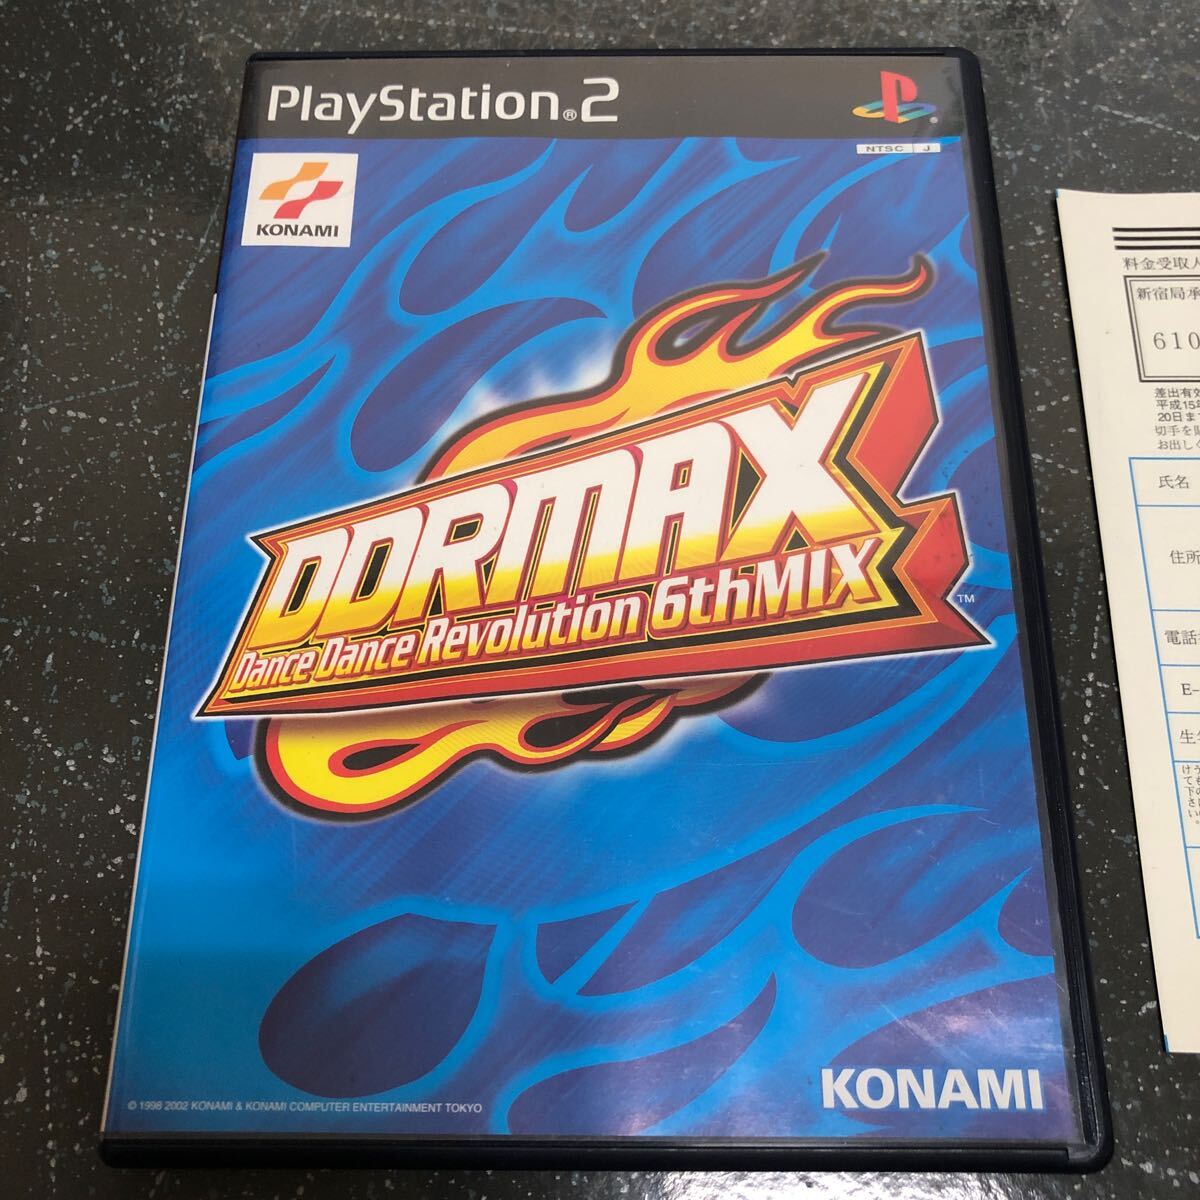 PlayStation®2
NTSC J
KONAMI
DDRMAX
Dance Dance Revolution 6thMIX
TM
KONAMI
© 1998 2002 KONAMI & KONAMI COMPUTER ENTERTAINMENT TOKYO
料金受取人
新宿局承
610
差出有効
平成15年
20日ま
切手を貼
お出しく
氏名
住所
電話
E-
生年